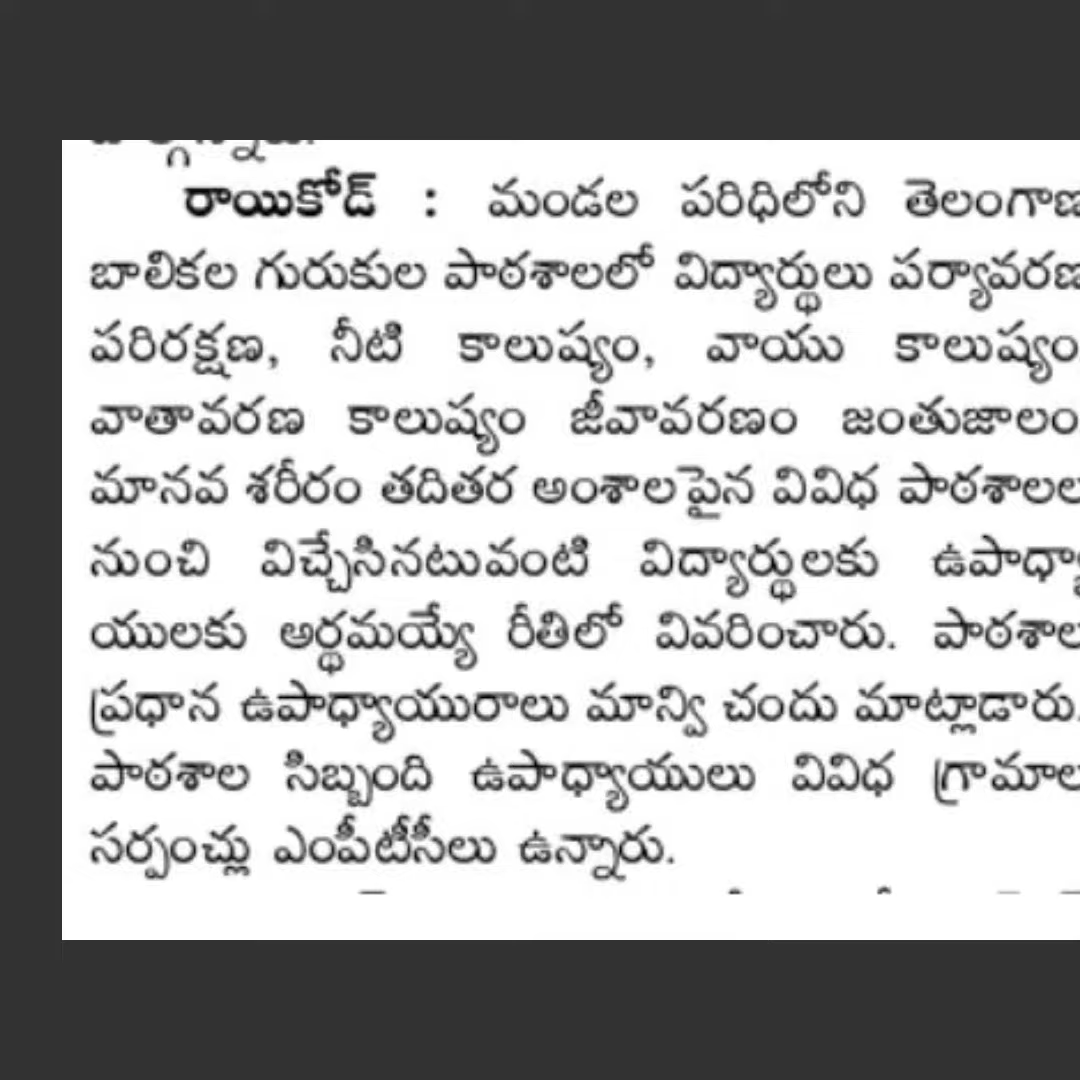 రాయికోడ్ : మండల పరిధిలోని తెలంగాణ
బాలికల గురుకుల పాఠశాలలో విద్యార్థులు పర్యావరణ
పరిరక్షణ, నీటి కాలుష్యం, వాయు కాలుష్యం
వాతావరణ కాలుష్యం జీవావరణం జంతుజాలం
మానవ శరీరం తదితర అంశాలపైన వివిధ పాఠశాలల
నుంచి విచ్చేసినటువంటి విద్యార్థులకు ఉపాధ్యా
యులకు అర్థమయ్యే రీతిలో వివరించారు. పాఠశాల
ప్రధాన ఉపాధ్యాయురాలు మాన్వి చందు మాట్లాడారు.
పాఠశాల సిబ్బంది ఉపాధ్యాయులు వివిధ గ్రామాల
సర్పంచ్లు ఎంపీటీసీలు ఉన్నారు.